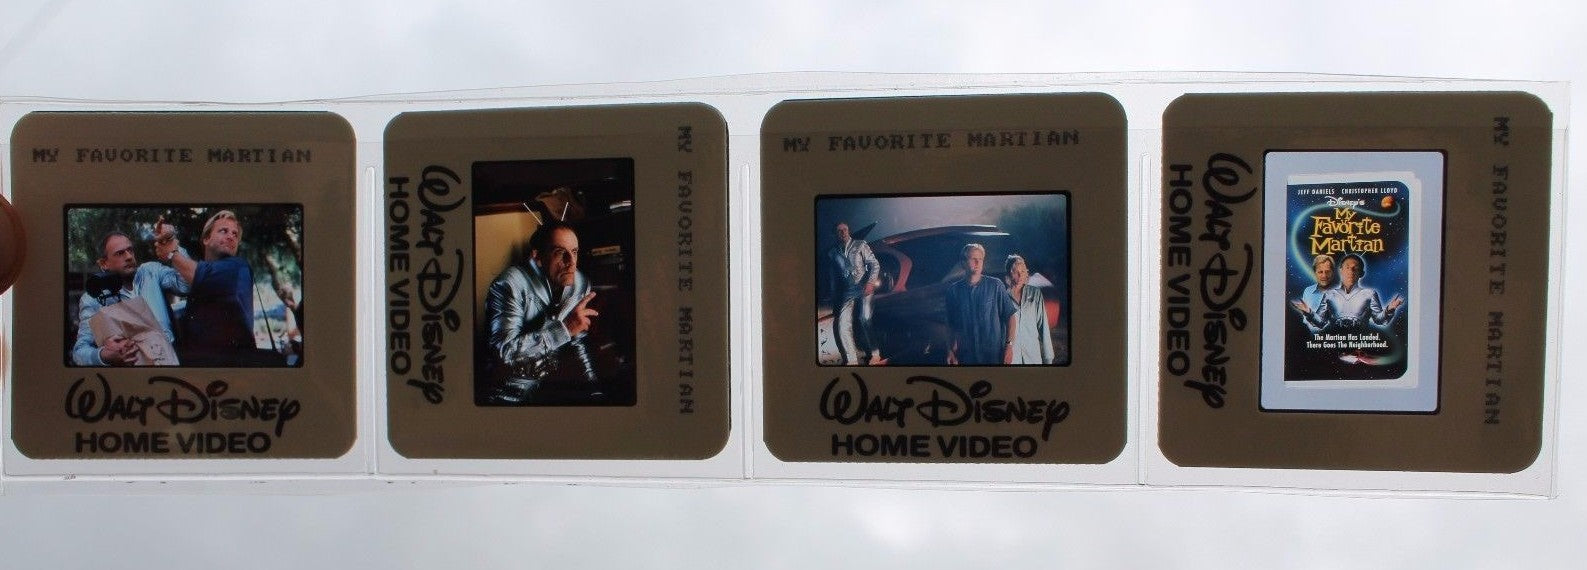 MY FAVORITE MARTIAN
WALT DISNEY
HOME VIDEO
MY FAVORITE MARTIAN
WALT DISNEY
HOME VIDEO
MY FAVORITE MARTIAN
WALT DISNEY
HOME VIDEO
MY FAVORITE MARTIAN
WALT DISNEY
HOME VIDEO
JEFF DANIELS CHRISTOPHER LLOYD
Disney's
My
Favorite
Martian
The Martian Has Landed.
There Goes The Neighborhood.